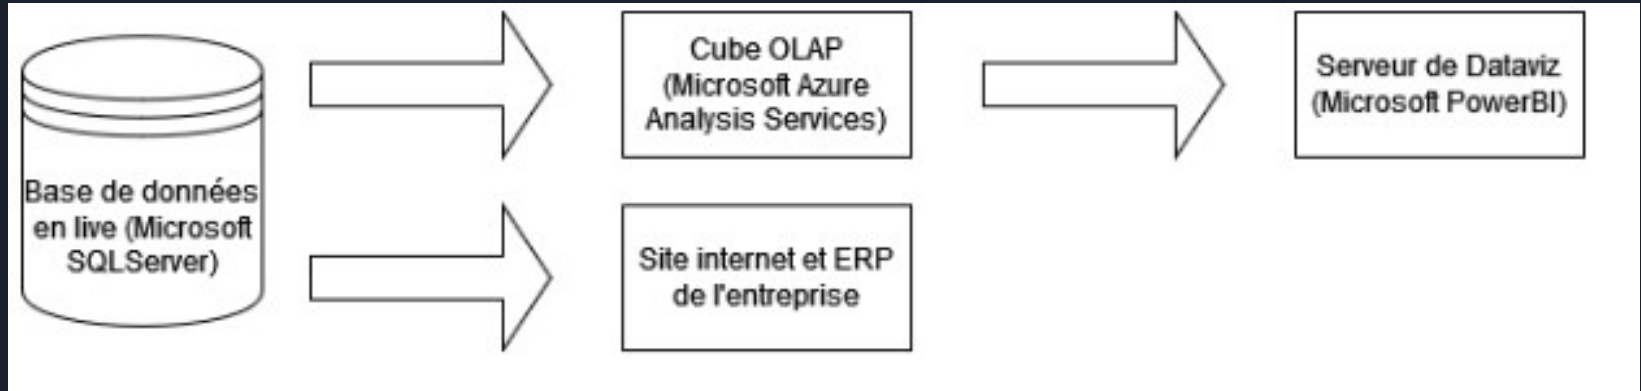 Base de données
en live (Microsoft
SQLServer)
Cube OLAP
(Microsoft Azure
Analysis Services)
Serveur de Dataviz
(Microsoft PowerBI)
Site internet et ERP
de l'entreprise